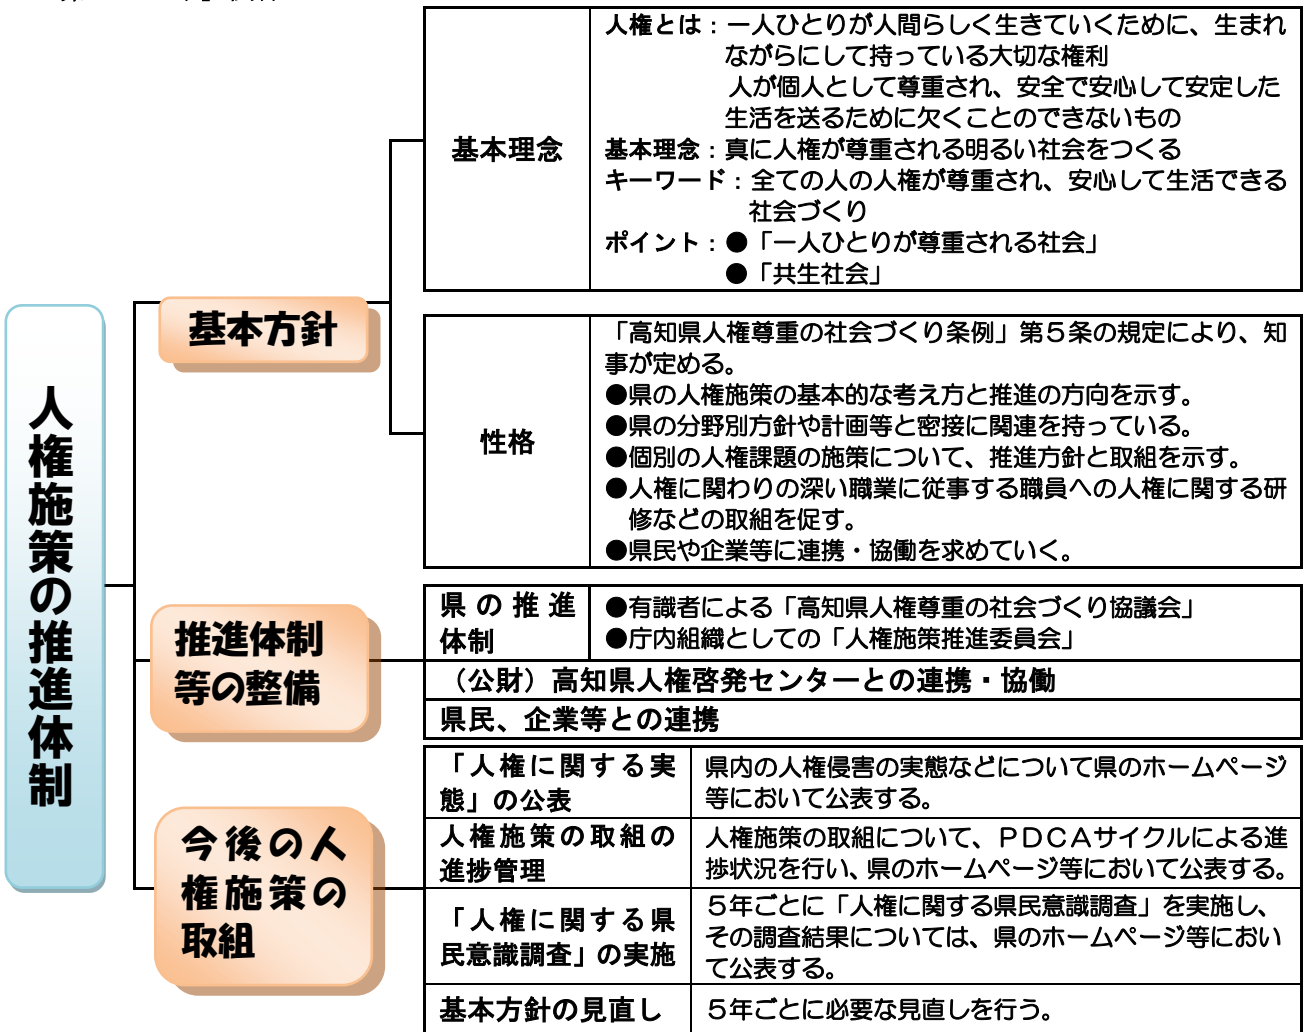 人権施策の推進体制
基本方針
基本理念
人権とは：一人ひとりが人間らしく生きていくために、生まれ
ながらにして持っている大切な権利
人が個人として尊重され、安全で安心して安定した
生活を送るために欠くことのできないもの
基本理念：真に人権が尊重される明るい社会をつくる
キーワード：全ての人の人権が尊重され、安心して生活できる
社会づくり
ポイント：●「一人ひとりが尊重される社会」
●「共生社会」
性格
「高知県人権尊重の社会づくり条例」第５条の規定により、知
事が定める。
●県の人権施策の基本的な考え方と推進の方向を示す。
●県の分野別方針や計画等と密接に関連を持っている。
●個別の人権課題の施策について、推進方針と取組を示す。
●人権に関わりの深い職業に従事する職員への人権に関する研
修などの取組を促す。
●県民や企業等に連携・協働を求めていく。
推進体制
等の整備
県の推進
体制
●有識者による「高知県人権尊重の社会づくり協議会」
●庁内組織としての「人権施策推進委員会」
（公財）高知県人権啓発センターとの連携・協働
県民、企業等との連携
今後の人
権施策の
取組
「人権に関する実
態」の公表
県内の人権侵害の実態などについて県のホームページ
等において公表する。
人権施策の取組の
進捗管理
人権施策の取組について、ＰＤＣＡサイクルによる進
捗状況を行い、県のホームページ等において公表する。
「人権に関する県
民意識調査」の実施
５年ごとに「人権に関する県民意識調査」を実施し、
その調査結果については、県のホームページ等におい
て公表する。
基本方針の見直し
５年ごとに必要な見直しを行う。